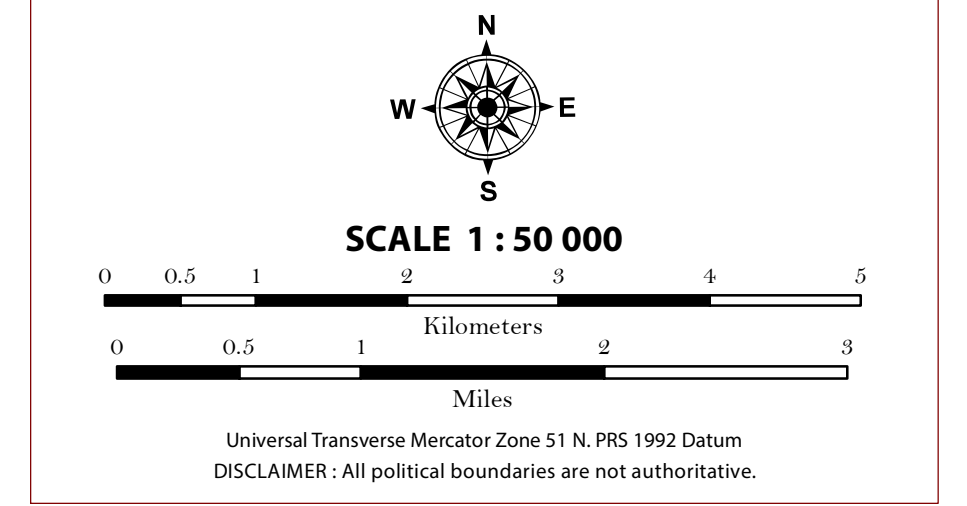 N
W E
S
SCALE 1 : 50 000
0 0.5 1 2 3 4 5
Kilometers
0 0.5 1 2 3
Miles
Universal Transverse Mercator Zone 51 N. PRS 1992 Datum
DISCLAIMER : All political boundaries are not authoritative.